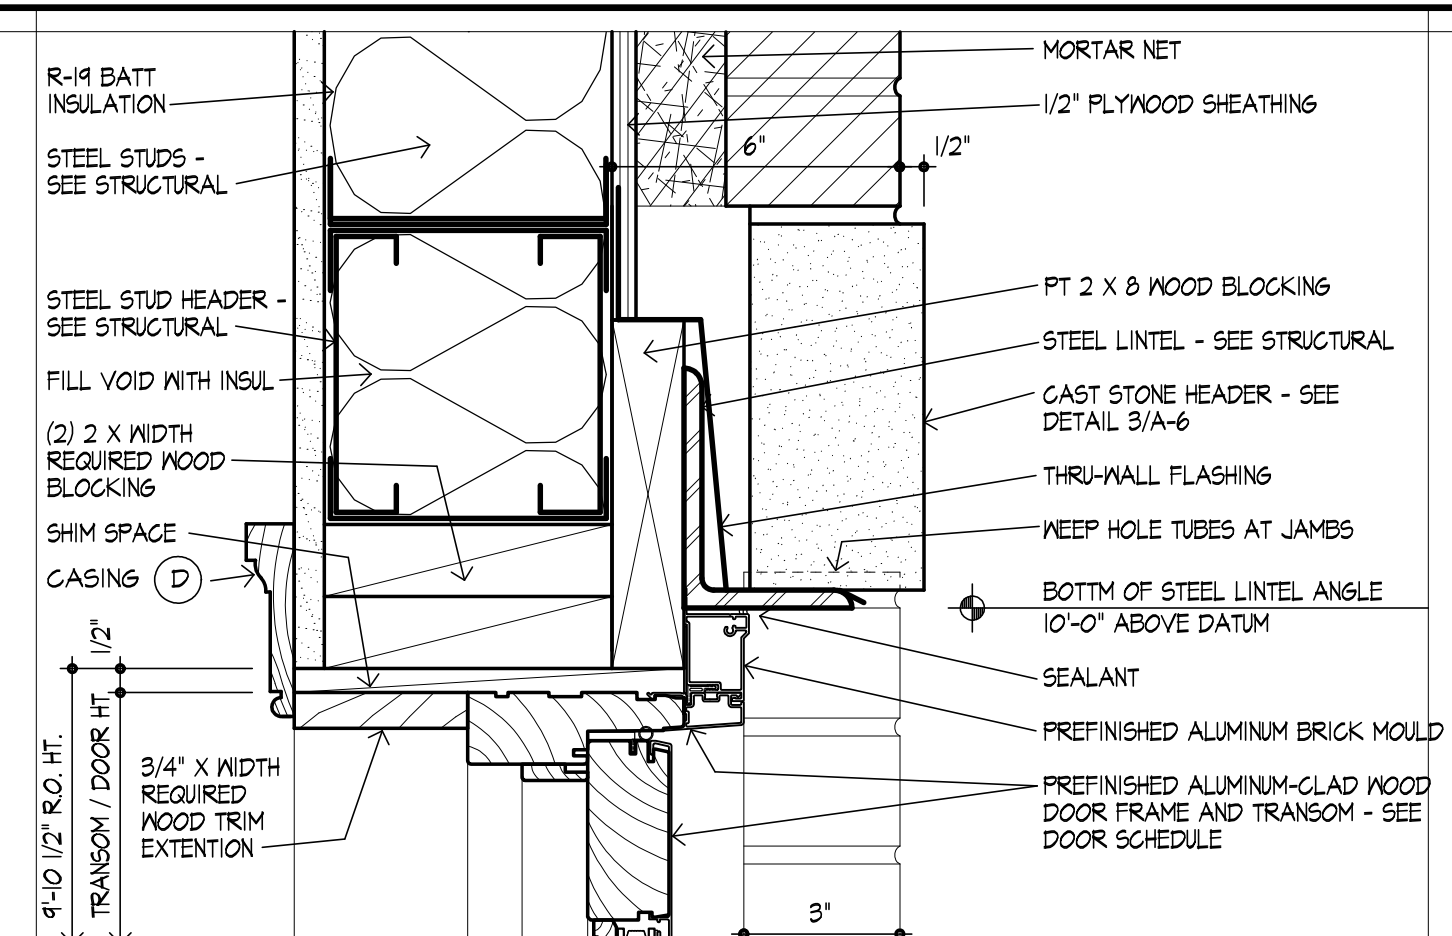 R-19 BATT
INSULATION
STEEL STUDS -
SEE STRUCTURAL
STEEL STUD HEADER -
SEE STRUCTURAL
FILL VOID WITH INSUL
(2) 2 X WIDTH
REQUIRED WOOD
BLOCKING
SHIM SPACE
CASING D
1/2"
9'-10 1/2" R.O. HT.
TRANSOM / DOOR HT
3/4" X WIDTH
REQUIRED
WOOD TRIM
EXTENTION
6"
1/2"
MORTAR NET
1/2" PLYWOOD SHEATHING
PT 2 X 8 WOOD BLOCKING
STEEL LINTEL - SEE STRUCTURAL
CAST STONE HEADER - SEE
DETAIL 3/A-6
THRU-WALL FLASHING
WEEP HOLE TUBES AT JAMBS
BOTTM OF STEEL LINTEL ANGLE
10'-0" ABOVE DATUM
SEALANT
PREFINISHED ALUMINUM BRICK MOULD
PREFINISHED ALUMINUM-CLAD WOOD
DOOR FRAME AND TRANSOM - SEE
DOOR SCHEDULE
3"